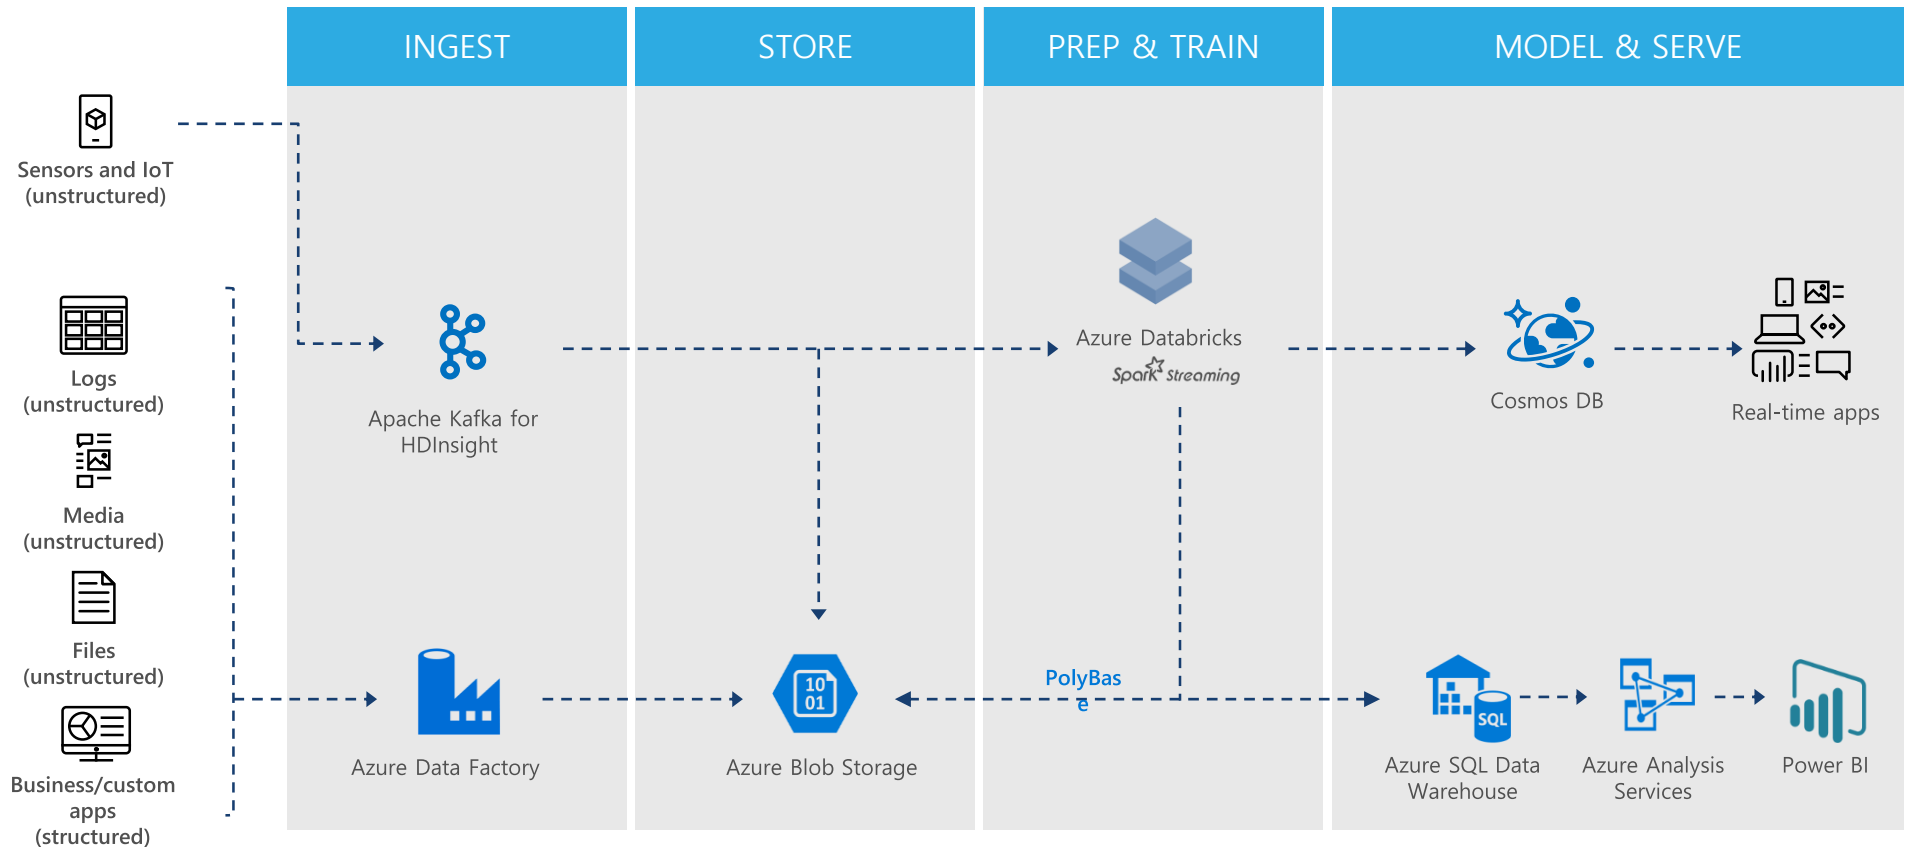 INGEST
STORE
PREP & TRAIN
MODEL & SERVE
Sensors and IoT
(unstructured)
Logs
(unstructured)
Media
(unstructured)
Files
(unstructured)
Business/custom
apps
(structured)
Apache Kafka for
HDInsight
Azure Data Factory
10
01
Azure Blob Storage
Azure Databricks
Spark Streaming
PolyBas
e
Cosmos DB
Real-time apps
SQL
Azure SQL Data
Warehouse
Azure Analysis
Services
Power BI